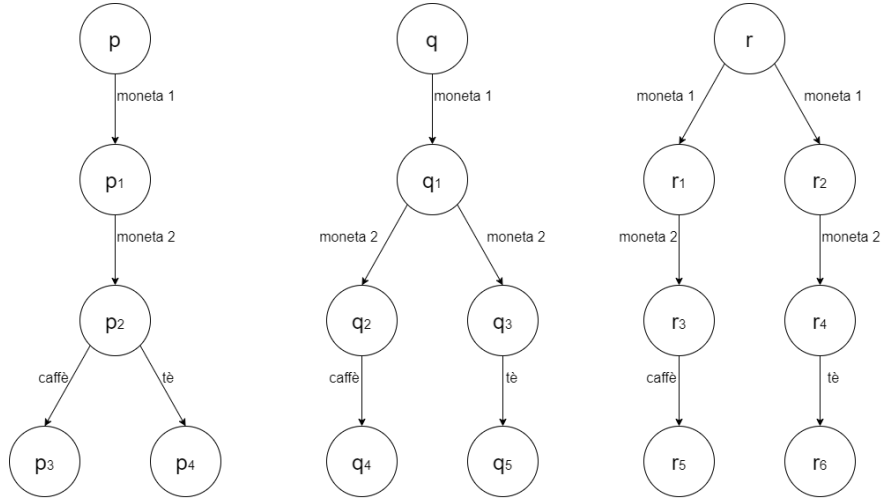 p q r
moneta 1 moneta 1 moneta 1 moneta 1
p1 q1 r1 r2
moneta 2 moneta 2 moneta 2 moneta 2 moneta 2
p2 q2 q3 r3 r4
caffè tè caffè tè caffè tè
p3 p4 q4 q5 r5 r6